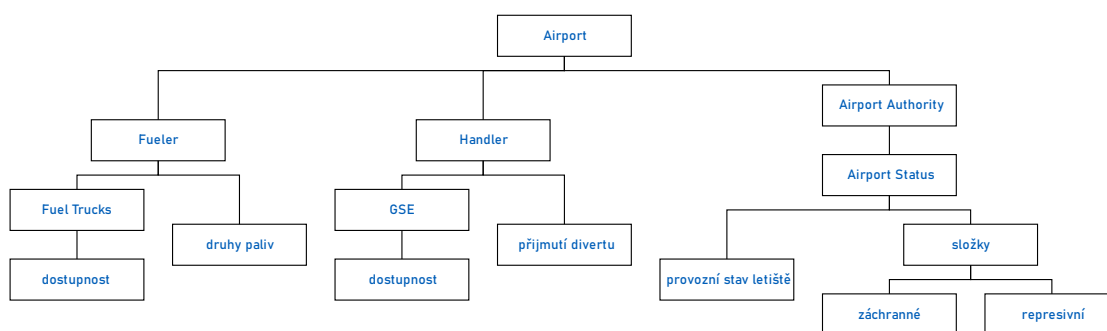 Airport
Airport Authority
Fueler
Handler
Airport Status
Fuel Trucks
GSE
druhy paliv
přijmutí divertu
složky
dostupnost
dostupnost
provozní stav letiště
záchranné
represivní